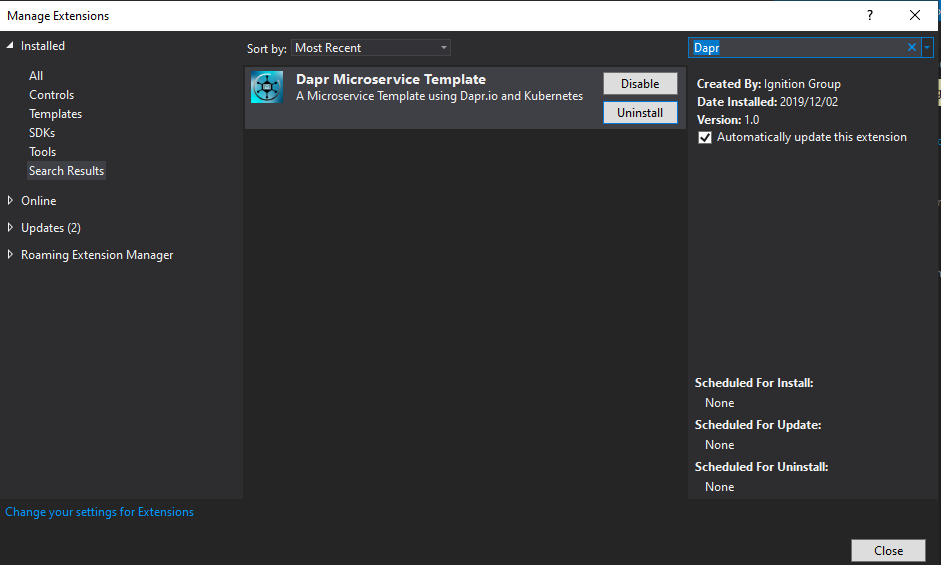 Manage Extensions
?
Installed
All
Controls
Templates
SDKs
Tools
Search Results
Online
Updates (2)
Roaming Extension Manager
Change your settings for Extensions
Sort by: Most Recent
Dapr Microservice Template
A Microservice Template using Dapr.io and Kubernetes
Disable
Uninstall
Dapr
Created By: Ignition Group
Date Installed: 2019/12/02
Version: 1.0
Automatically update this extension
Scheduled For Install:
None
Scheduled For Update:
None
Scheduled For Uninstall:
None
Close